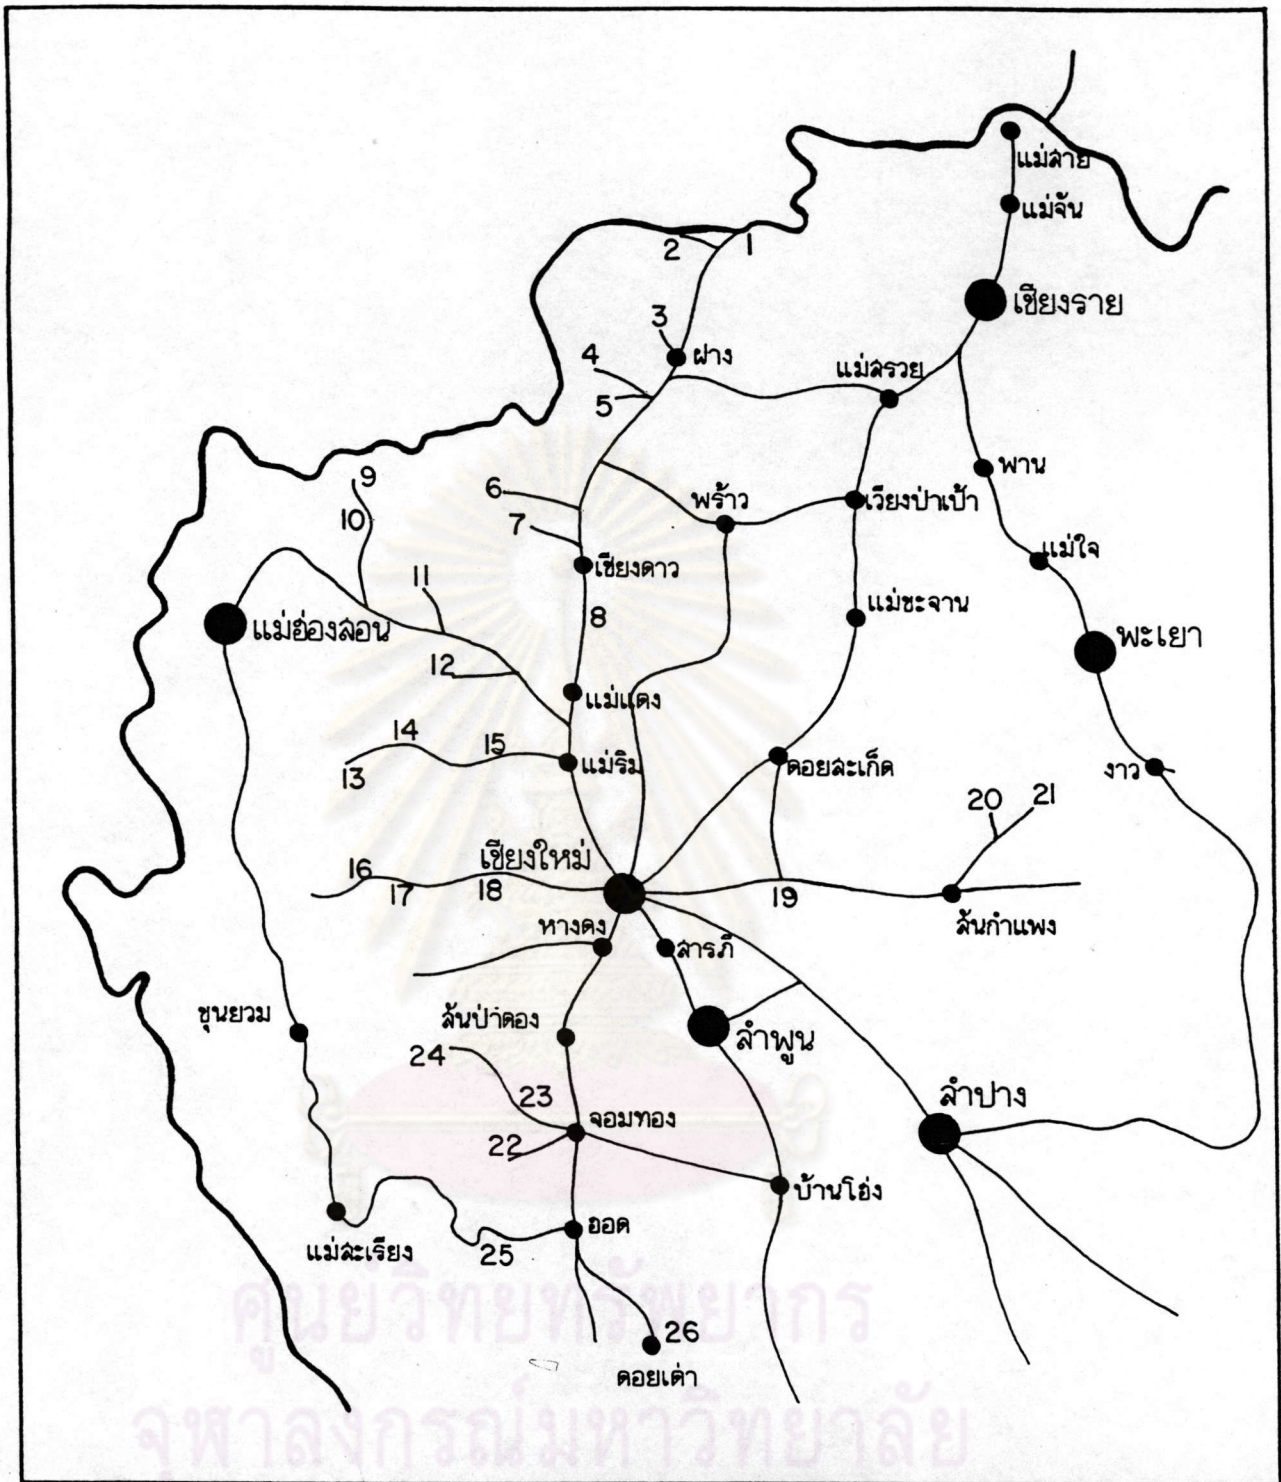 แม่สาย
แม่จัน
2
1
เชียงราย
3
ฝาง
4
แม่สรวย
5
พาน
9
6
พร้าว
เวียงป่าเป้า
10
7
แม่ใจ
เชียงดาว
11
8
แม่ขะจาน
แม่ฮ่องสอน
พะเยา
12
แม่แตง
14
15
แม่ริม
ดอยสะเก็ด
งาว
13
20
21
เชียงใหม่
16
17
18
19
หางดง
สารภี
สันกำแพง
ขุนยวม
สันป่าตอง
ลำพูน
24
23
ลำปาง
จอมทอง
22
บ้านโฮ่ง
ฮอด
แม่สะเรียง
25
26
ดอยเต่า
ศูนย์วิทยทรัพยากร
จุฬาลงกรณ์มหาวิทยาลัย